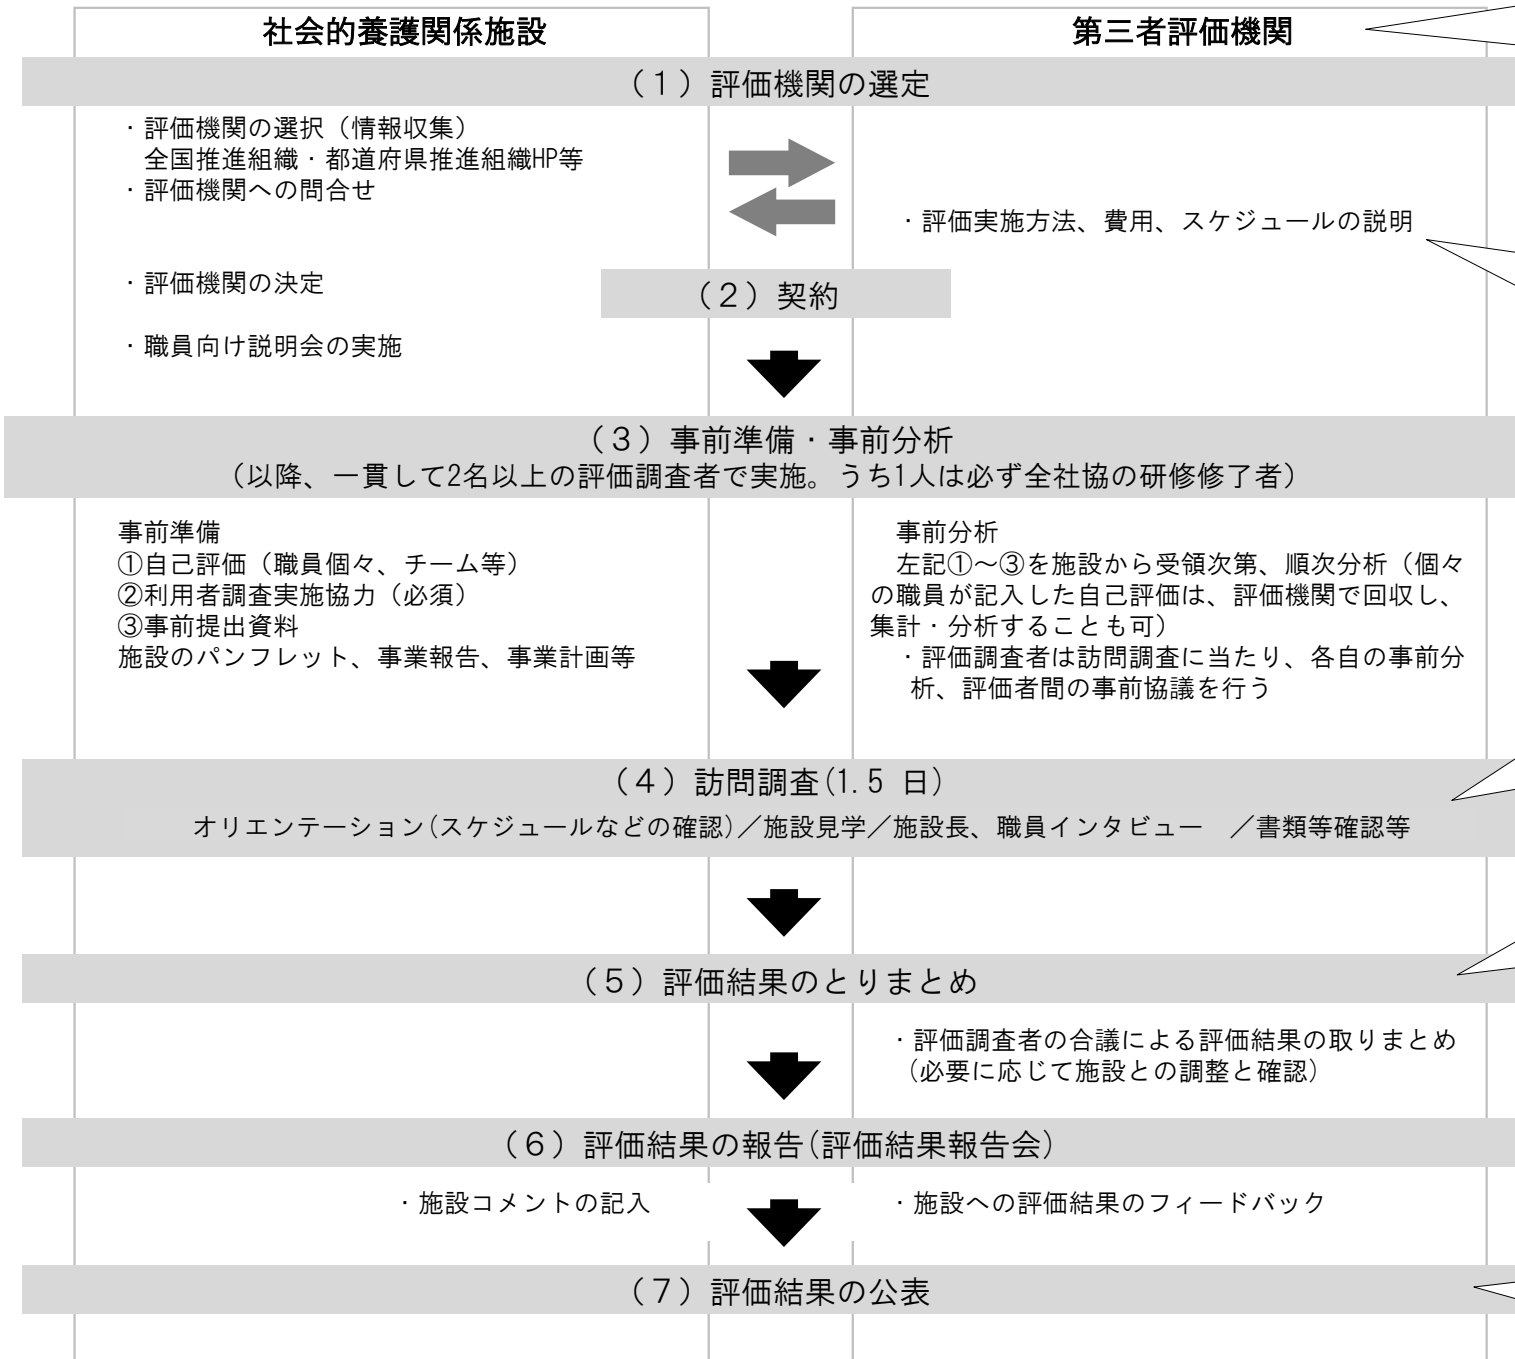 社会的養護関係施設
第三者評価機関
（１）評価機関の選定
・評価機関の選択（情報収集）
全国推進組織・都道府県推進組織HP等
・評価機関への問合せ
・評価実施方法、費用、スケジュールの説明
・評価機関の決定
（２）契約
・職員向け説明会の実施
（３）事前準備・事前分析
（以降、一貫して2名以上の評価調査者で実施。うち1人は必ず全社協の研修修了者）
事前準備
①自己評価（職員個々、チーム等）
②利用者調査実施協力（必須）
③事前提出資料
施設のパンフレット、事業報告、事業計画等
事前分析
左記①～③を施設から受領次第、順次分析（個々
の職員が記入した自己評価は、評価機関で回収し、
集計・分析することも可）
・評価調査者は訪問調査に当たり、各自の事前分
析、評価者間の事前協議を行う
（４）訪問調査(1.5 日)
オリエンテーション(スケジュールなどの確認)／施設見学／施設長、職員インタビュー　／書類等確認等
（５）評価結果のとりまとめ
・評価調査者の合議による評価結果の取りまとめ
(必要に応じて施設との調整と確認)
（６）評価結果の報告(評価結果報告会)
・施設コメントの記入
・施設への評価結果のフィードバック
（７）評価結果の公表